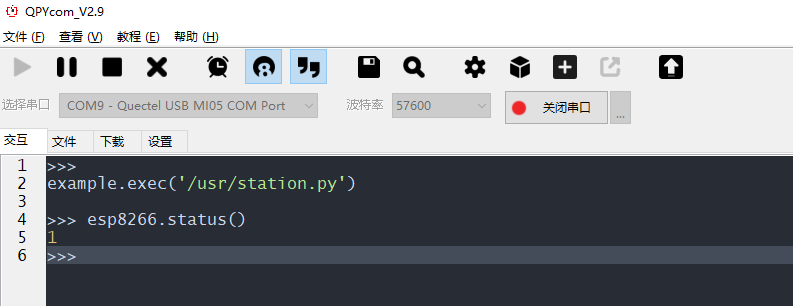 QPYcom_V2.9
文件 (F) 查看 (V) 教程 (E) 帮助 (H)
选择串口 COM9 - Quectel USB MI05 COM Port 波特率 57600 关闭串口 ...
交互 文件 下载 设置
1 >>>
2 example.exec('/usr/station.py')
3
4 >>> esp8266.status()
5 1
6 >>>